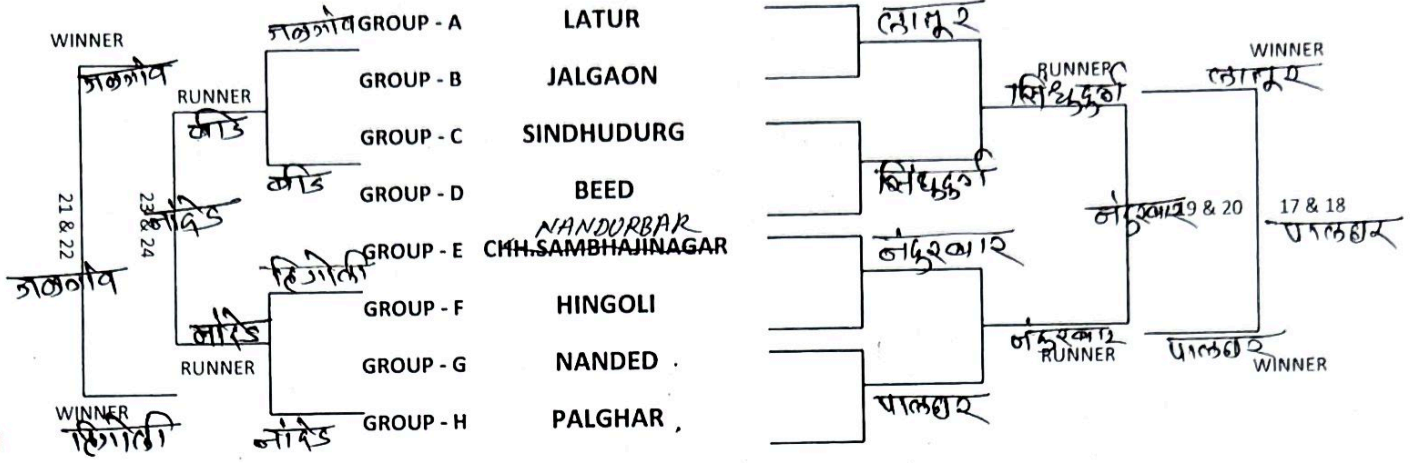 जळगाव GROUP - A LATUR लातूर
WINNER जळगाव
RUNNER बीड
GROUP - B JALGAON
RUNNER सिंधुदुर्ग
WINNER लातूर
GROUP - C SINDHUDURG
बीड GROUP - D BEED सिंधुदुर्ग
21 & 22 जळगाव
23 & 24 नांदेड
नंदुरबार 19 & 20
17 & 18 पालघर
NANDURBAR
हिंगोली GROUP - E CHH.SAMBHAJINAGAR नंदुरबार
GROUP - F HINGOLI
नांदेड RUNNER
नंदुरबार RUNNER
पालघर WINNER
GROUP - G NANDED .
WINNER हिंगोली
नांदेड GROUP - H PALGHAR , पालघर